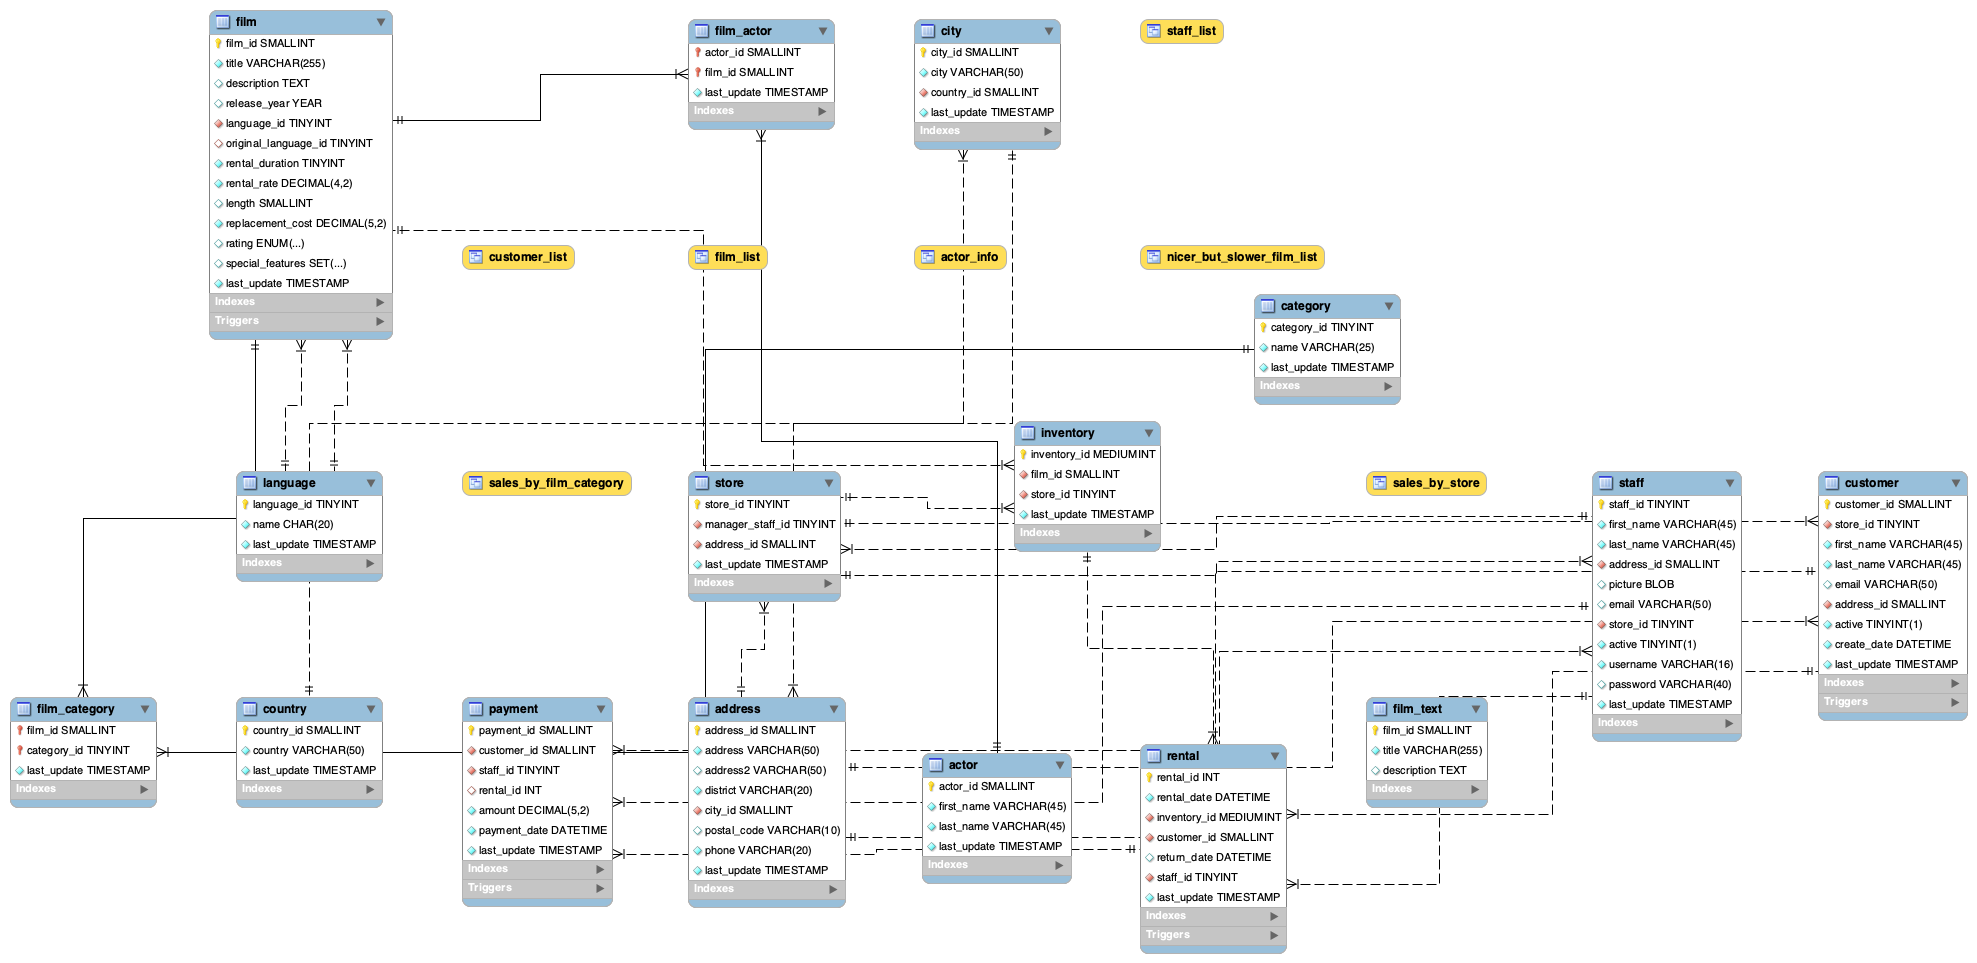 film
film_id SMALLINT
title VARCHAR(255)
description TEXT
release_year YEAR
language_id TINYINT
original_language_id TINYINT
rental_duration TINYINT
rental_rate DECIMAL(4,2)
length SMALLINT
replacement_cost DECIMAL(5,2)
rating ENUM(...)
special_features SET(...)
last_update TIMESTAMP
Indexes
Triggers
film_actor
actor_id SMALLINT
film_id SMALLINT
last_update TIMESTAMP
Indexes
city
city_id SMALLINT
city VARCHAR(50)
country_id SMALLINT
last_update TIMESTAMP
Indexes
staff_list
customer_list
film_list
actor_info
nicer_but_slower_film_list
category
category_id TINYINT
name VARCHAR(25)
last_update TIMESTAMP
Indexes
inventory
inventory_id MEDIUMINT
film_id SMALLINT
store_id TINYINT
last_update TIMESTAMP
Indexes
language
language_id TINYINT
name CHAR(20)
last_update TIMESTAMP
Indexes
sales_by_film_category
store
store_id TINYINT
manager_staff_id TINYINT
address_id SMALLINT
last_update TIMESTAMP
Indexes
sales_by_store
staff
staff_id TINYINT
first_name VARCHAR(45)
last_name VARCHAR(45)
address_id SMALLINT
picture BLOB
email VARCHAR(50)
store_id TINYINT
active TINYINT(1)
username VARCHAR(16)
password VARCHAR(40)
last_update TIMESTAMP
Indexes
customer
customer_id SMALLINT
store_id TINYINT
first_name VARCHAR(45)
last_name VARCHAR(45)
email VARCHAR(50)
address_id SMALLINT
active TINYINT(1)
create_date DATETIME
last_update TIMESTAMP
Indexes
Triggers
film_category
film_id SMALLINT
category_id TINYINT
last_update TIMESTAMP
Indexes
country
country_id SMALLINT
country VARCHAR(50)
last_update TIMESTAMP
Indexes
payment
payment_id SMALLINT
customer_id SMALLINT
staff_id TINYINT
rental_id INT
amount DECIMAL(5,2)
payment_date DATETIME
last_update TIMESTAMP
Indexes
Triggers
address
address_id SMALLINT
address VARCHAR(50)
address2 VARCHAR(50)
district VARCHAR(20)
city_id SMALLINT
postal_code VARCHAR(10)
phone VARCHAR(20)
last_update TIMESTAMP
Indexes
actor
actor_id SMALLINT
first_name VARCHAR(45)
last_name VARCHAR(45)
last_update TIMESTAMP
Indexes
rental
rental_id INT
rental_date DATETIME
inventory_id MEDIUMINT
customer_id SMALLINT
return_date DATETIME
staff_id TINYINT
last_update TIMESTAMP
Indexes
Triggers
film_text
film_id SMALLINT
title VARCHAR(255)
description TEXT
Indexes